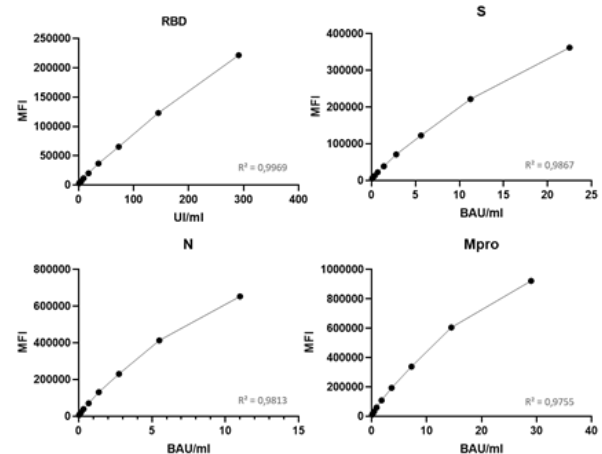 RBD
MFI
250000
200000
150000
100000
50000
0
R² = 0,9969
0 100 200 300 400
UI/ml
S
MFI
400000
300000
200000
100000
0
R² = 0,9867
0 5 10 15 20 25
BAU/ml
N
MFI
800000
600000
400000
200000
0
R² = 0,9813
0 5 10 15
BAU/ml
Mpro
MFI
1000000
800000
600000
400000
200000
0
R² = 0,9755
0 10 20 30 40
BAU/ml